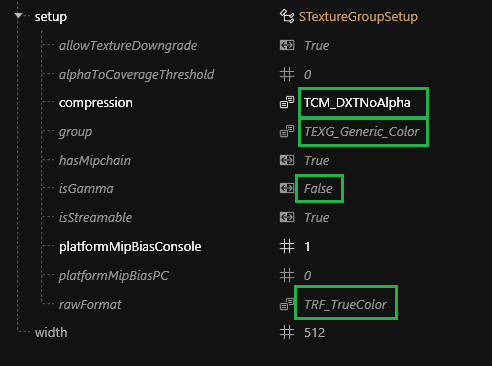 setup STextureGroupSetup
allowTextureDowngrade True
alphaToCoverageThreshold 0
compression TCM_DXTNoAlpha
group TEXG_Generic_Color
hasMipchain True
isGamma False
isStreamable True
platformMipBiasConsole 1
platformMipBiasPC 0
rawFormat TRF_TrueColor
width 512